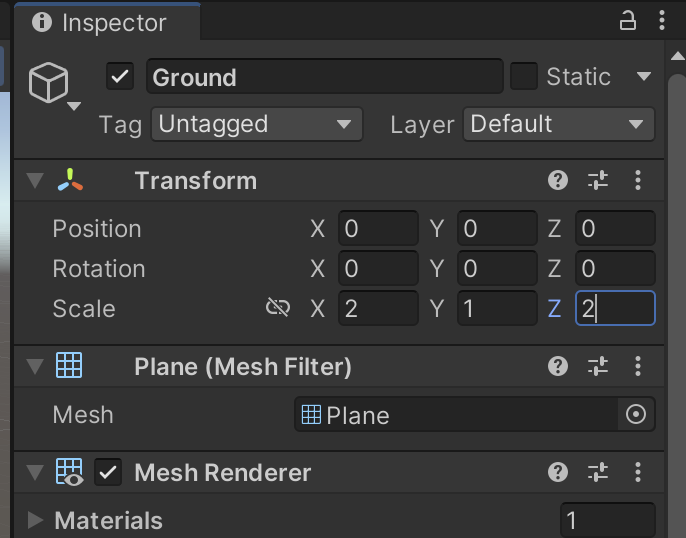 Inspector
Ground
Static
Tag Untagged Layer Default
Transform
Position X 0 Y 0 Z 0
Rotation X 0 Y 0 Z 0
Scale X 2 Y 1 Z 2
Plane (Mesh Filter)
Mesh Plane
Mesh Renderer
Materials 1